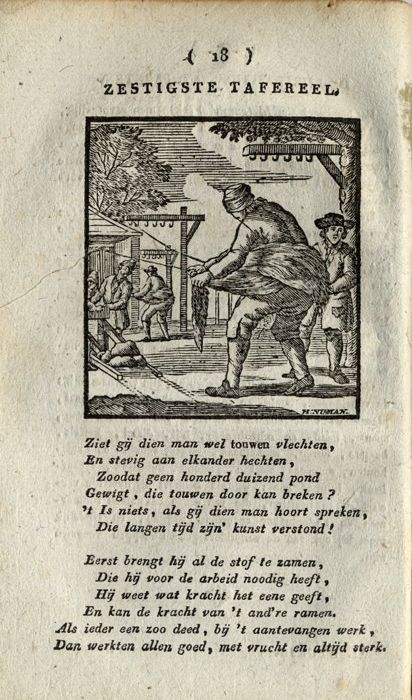 ( 18 )
ZESTIGSTE TAFEREEL.
H. NUMAN.
Ziet gij dien man wel touwen vlechten,
En stevig aan elkander hechten,
Zoodat geen honderd duizend pond
Gewigt, die touwen door kan breken?
't Is niets, als gij dien man hoort spreken,
Die langen tijd zijn' kunst verstond!
Eerst brengt hij al de stof te zamen,
Die hij voor de arbeid noodig heeft,
Hij weet wat kracht het eene geeft,
En kan de kracht van 't and're ramen.
Als ieder een zoo deed, bij 't aantevangen werk,
Dan werkten allen goed, met vrucht en altijd sterk.